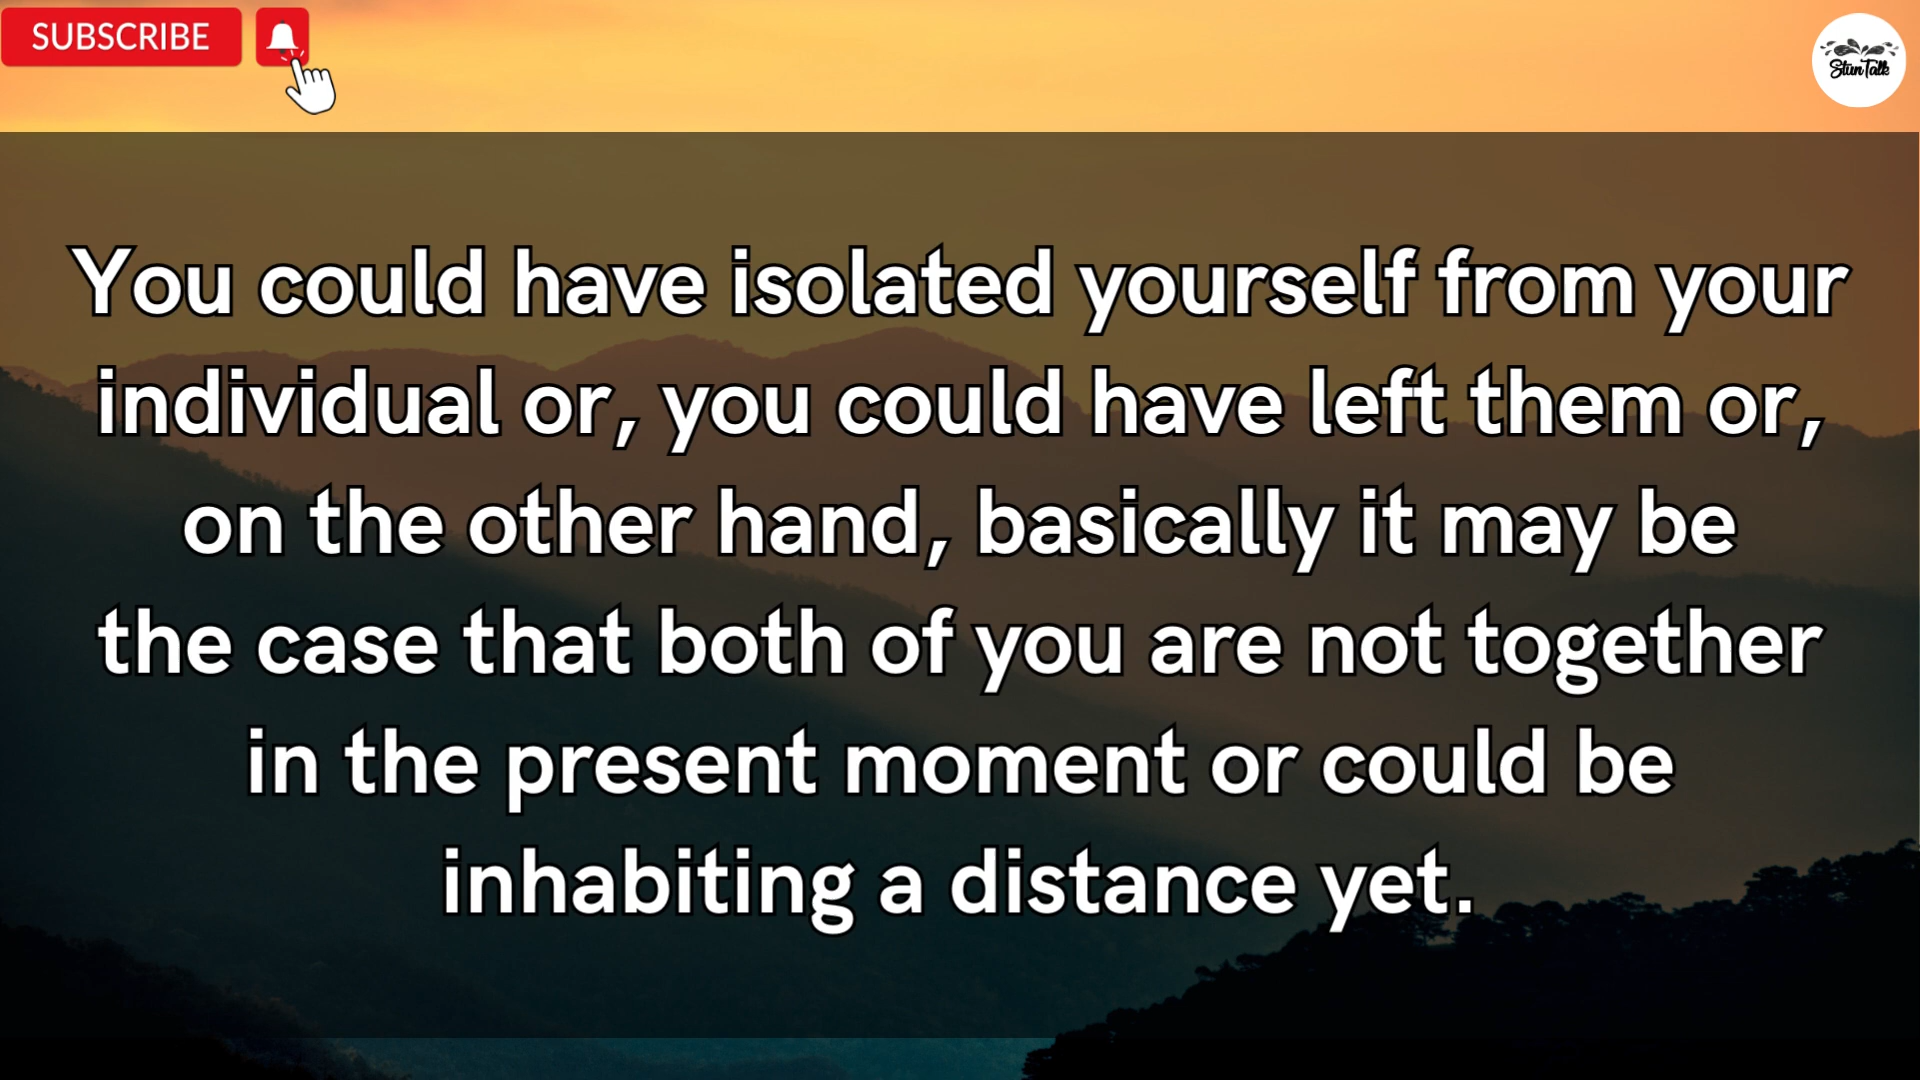 SUBSCRIBE
Stun Talk
You could have isolated yourself from your
individual or, you could have left them or,
on the other hand, basically it may be
the case that both of you are not together
in the present moment or could be
inhabiting a distance yet.